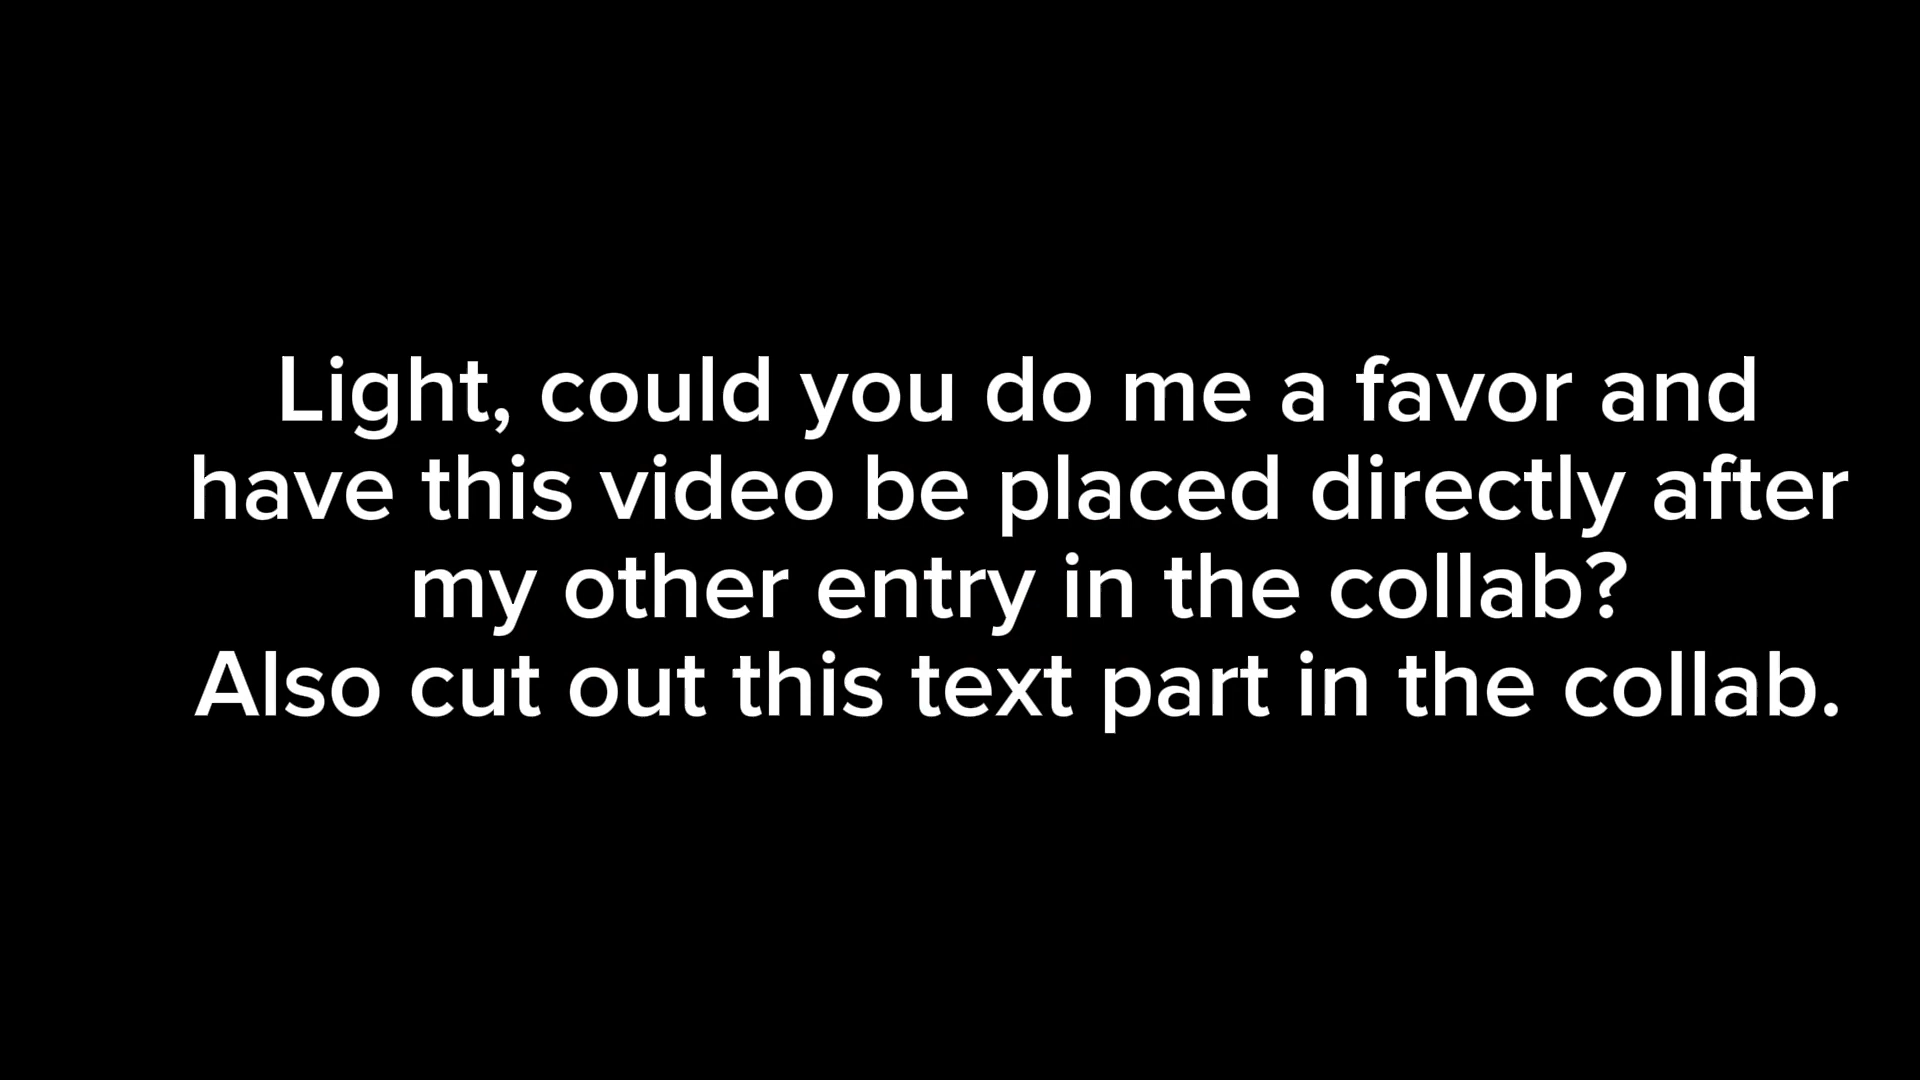 Light, could you do me a favor and
have this video be placed directly after
my other entry in the collab?
Also cut out this text part in the collab.